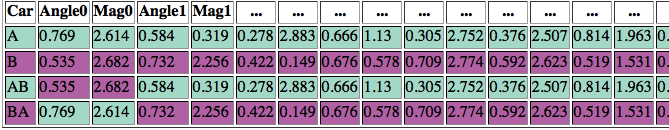 Car Angle0 Mag0 Angle1 Mag1 ... ... ... ... ... ... ... ... ... ...
A 0.769 2.614 0.584 0.319 0.278 2.883 0.666 1.13 0.305 2.752 0.376 2.507 0.814 1.963 0.3
B 0.535 2.682 0.732 2.256 0.422 0.149 0.676 0.578 0.709 2.774 0.592 2.623 0.519 1.531 0.
AB 0.535 2.682 0.584 0.319 0.278 2.883 0.666 1.13 0.305 2.752 0.376 2.507 0.814 1.963 0.3
BA 0.769 2.614 0.732 2.256 0.422 0.149 0.676 0.578 0.709 2.774 0.592 2.623 0.519 1.531 0.